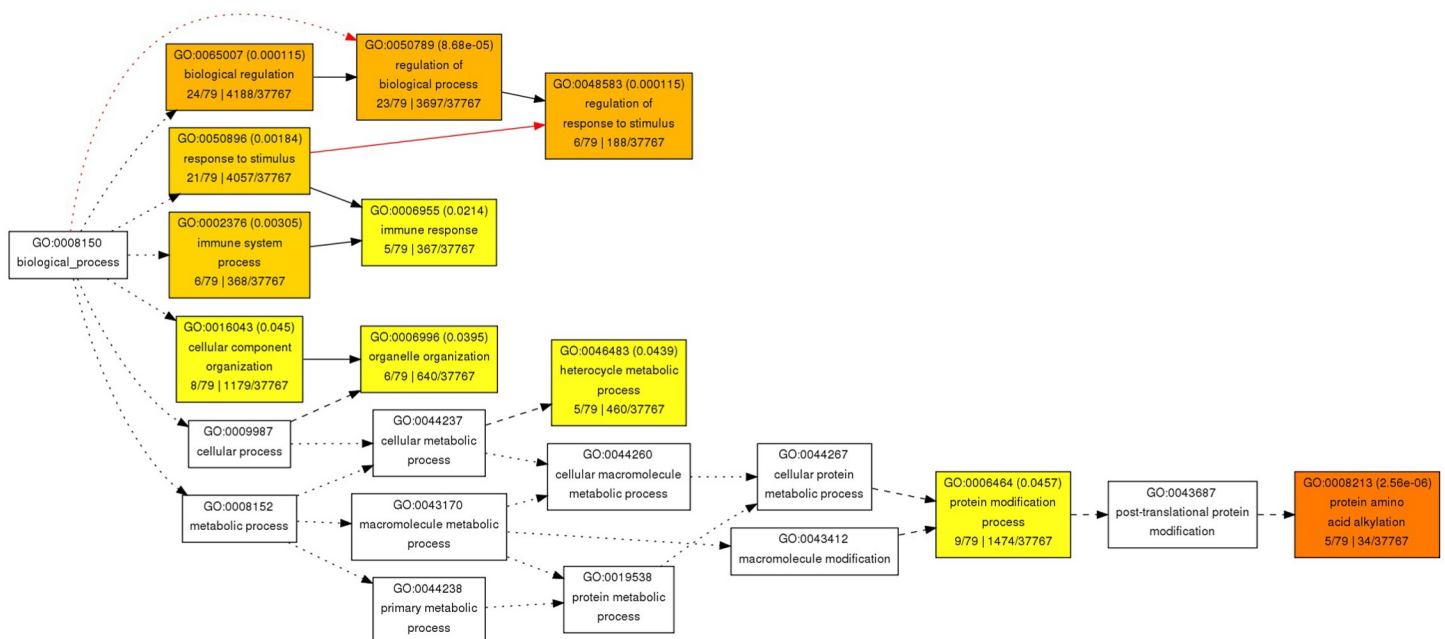 GO:0065007 (0.000115)
biological regulation
24/79 | 4188/37767
GO:0050789 (8.68e-05)
regulation of
biological process
23/79 | 3697/37767
GO:0048583 (0.000115)
regulation of
response to stimulus
6/79 | 188/37767
GO:0050896 (0.00184)
response to stimulus
21/79 | 4057/37767
GO:0006955 (0.0214)
immune response
5/79 | 367/37767
GO:0002376 (0.00305)
immune system
process
6/79 | 368/37767
GO:0008150
biological_process
GO:0016043 (0.045)
cellular component
organization
8/79 | 1179/37767
GO:0006996 (0.0395)
organelle organization
6/79 | 640/37767
GO:0046483 (0.0439)
heterocycle metabolic
process
5/79 | 460/37767
GO:0009987
cellular process
GO:0044237
cellular metabolic
process
GO:0044260
cellular macromolecule
metabolic process
GO:0044267
cellular protein
metabolic process
GO:0006464 (0.0457)
protein modification
process
9/79 | 1474/37767
GO:0043687
post-translational protein
modification
GO:0008213 (2.56e-06)
protein amino
acid alkylation
5/79 | 34/37767
GO:0008152
metabolic process
GO:0043170
macromolecule metabolic
process
GO:0043412
macromolecule modification
GO:0044238
primary metabolic
process
GO:0019538
protein metabolic
process